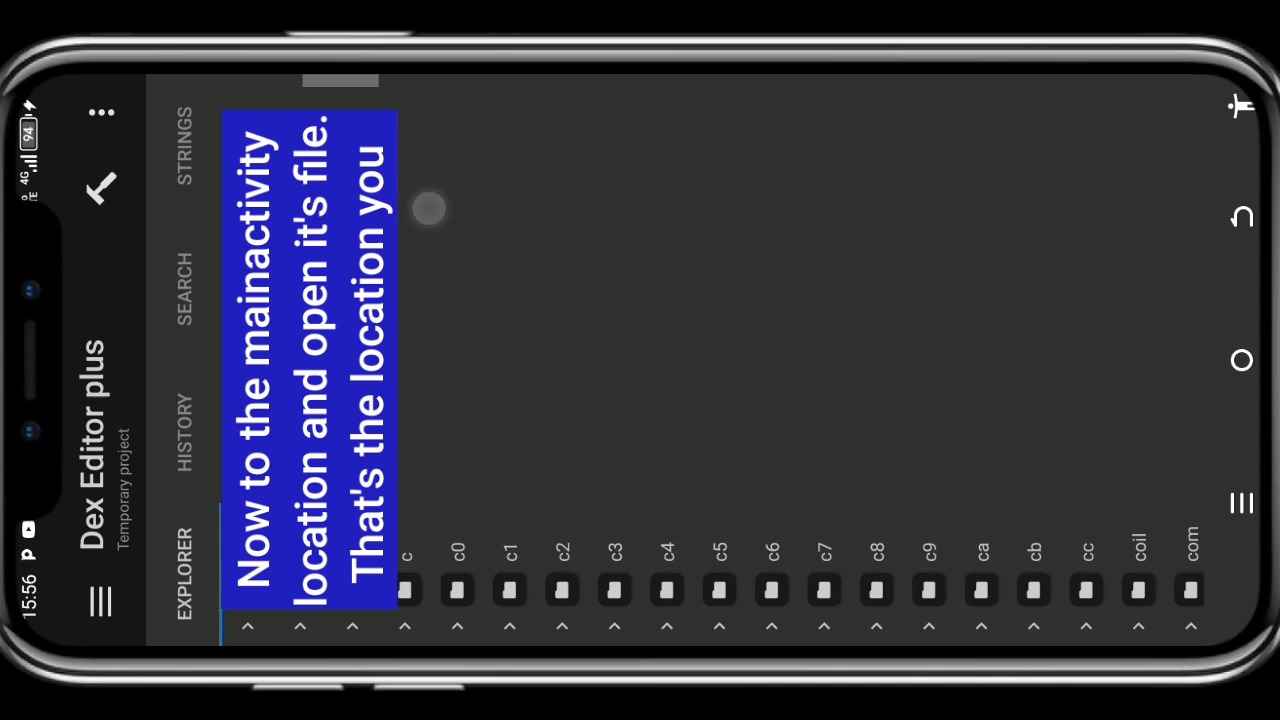 15:56
94
4G
Dex Editor plus
Temporary project
EXPLORER HISTORY SEARCH STRINGS
Now to the mainactivity
location and open it's file.
That's the location you
c
c0
c1
c2
c3
c4
c5
c6
c7
c8
c9
ca
cb
cc
coil
com